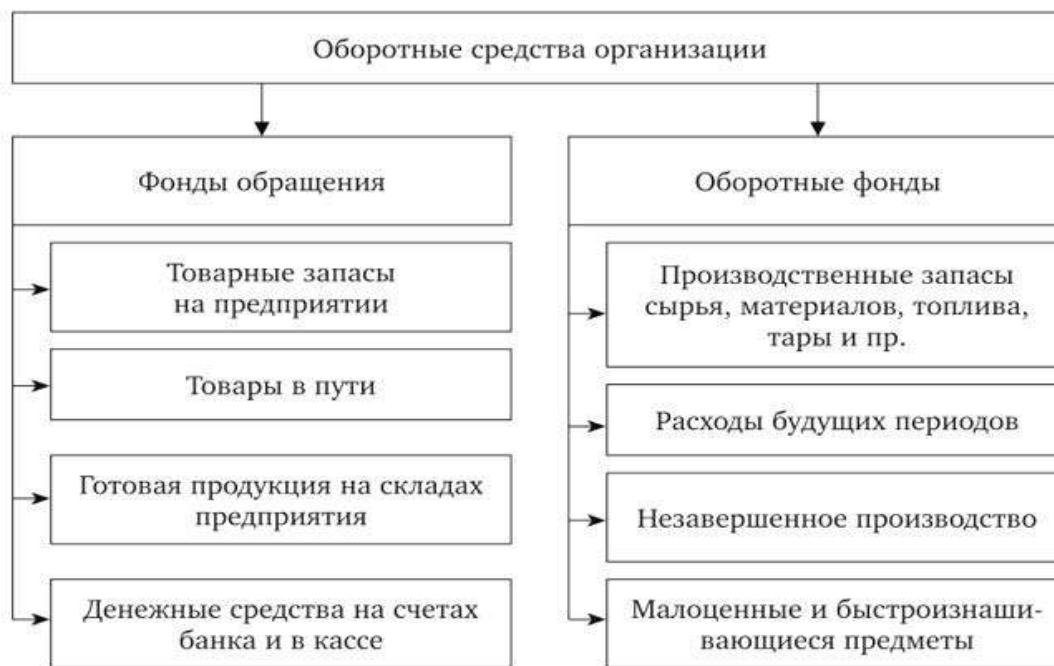 Оборотные средства организации
Фонды обращения
Товарные запасы
на предприятии
Товары в пути
Готовая продукция на складах
предприятия
Денежные средства на счетах
банка и в кассе
Оборотные фонды
Производственные запасы
сырья, материалов, топлива,
тары и пр.
Расходы будущих периодов
Незавершенное производство
Малоценные и быстроизнаши-
вающиеся предметы